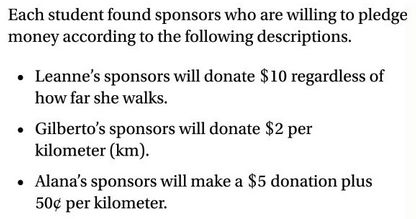 Each student found sponsors who are willing to pledge
money according to the following descriptions.
• Leanne’s sponsors will donate $10 regardless of
how far she walks.
• Gilberto’s sponsors will donate $2 per
kilometer (km).
• Alana’s sponsors will make a $5 donation plus
50¢ per kilometer.